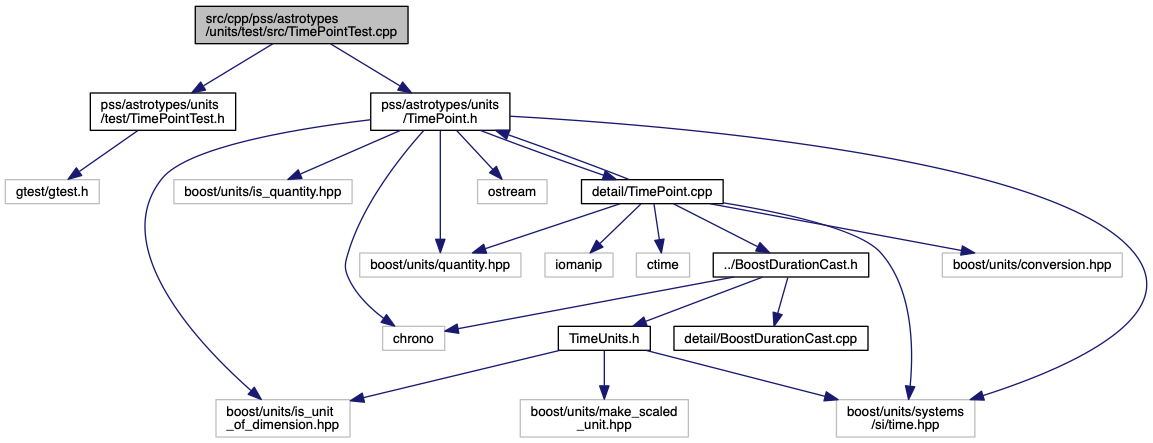 src/cpp/pss/astrotypes
/units/test/src/TimePointTest.cpp
pss/astrotypes/units
/test/TimePointTest.h
pss/astrotypes/units
/TimePoint.h
gtest/gtest.h
boost/units/is_quantity.hpp
ostream
detail/TimePoint.cpp
boost/units/quantity.hpp
iomanip
ctime
../BoostDurationCast.h
boost/units/conversion.hpp
chrono
TimeUnits.h
detail/BoostDurationCast.cpp
boost/units/is_unit
_of_dimension.hpp
boost/units/make_scaled
_unit.hpp
boost/units/systems
/si/time.hpp